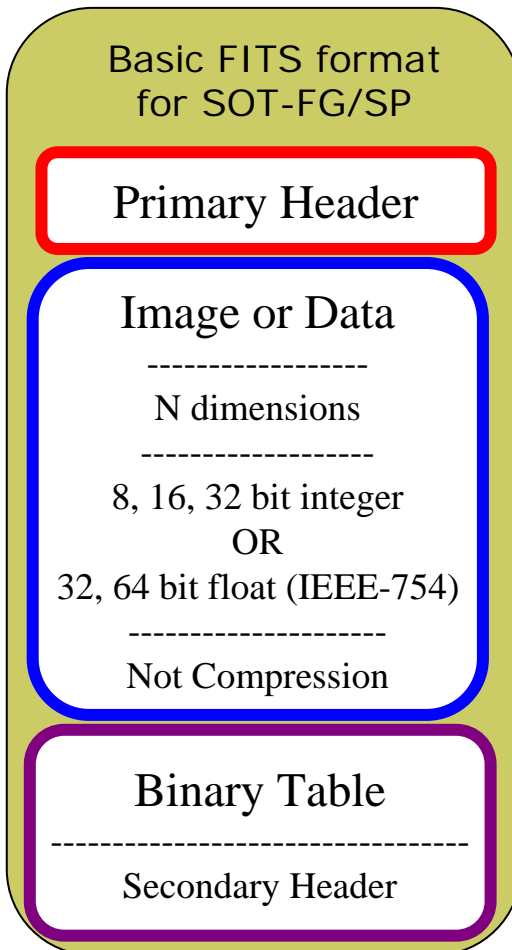 Basic FITS format
for SOT-FG/SP
Primary Header
Image or Data
------------------
N dimensions
-------------------
8, 16, 32 bit integer
OR
32, 64 bit float (IEEE-754)
---------------------
Not Compression
Binary Table
----------------------------------
Secondary Header